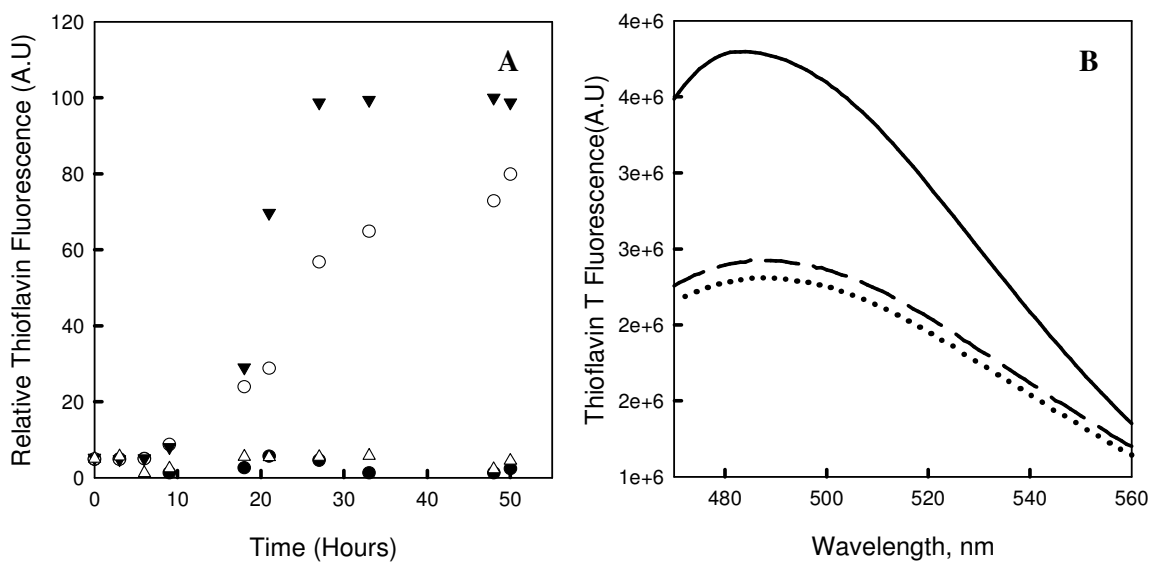 A
Relative Thioflavin Fluorescence (A.U)
120
100
80
60
40
20
0
0
10
20
30
40
50
Time (Hours)
B
Thioflavin T Fluorescence(A.U)
4e+6
4e+6
3e+6
3e+6
2e+6
2e+6
1e+6
480
500
520
540
560
Wavelength, nm